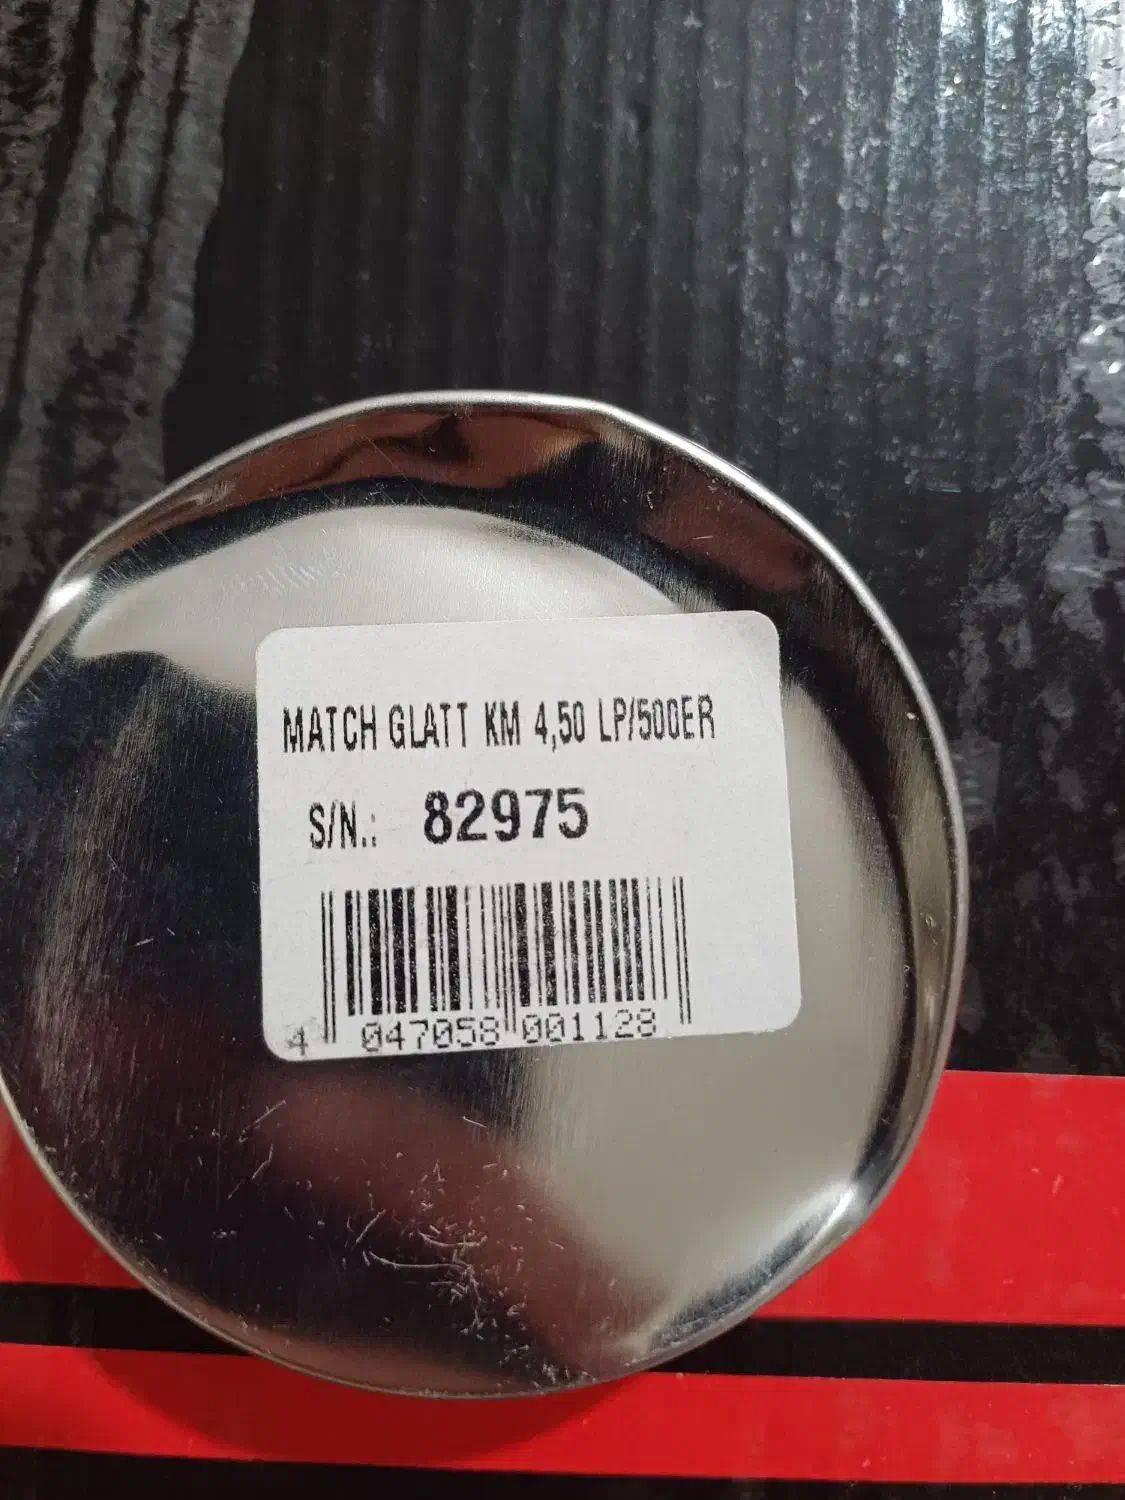 MATCH GLATT KM 4,50 LP/500ER
S/N.: 82975
4 047058 001128